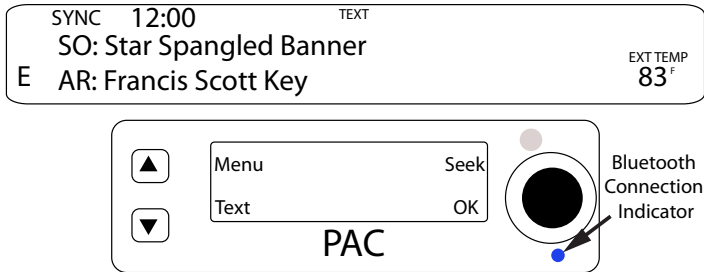 SYNC 12:00 TEXT
SO: Star Spangled Banner
EXT TEMP
E AR: Francis Scott Key 83 F
Menu Seek
Text OK
PAC
Bluetooth
Connection
Indicator